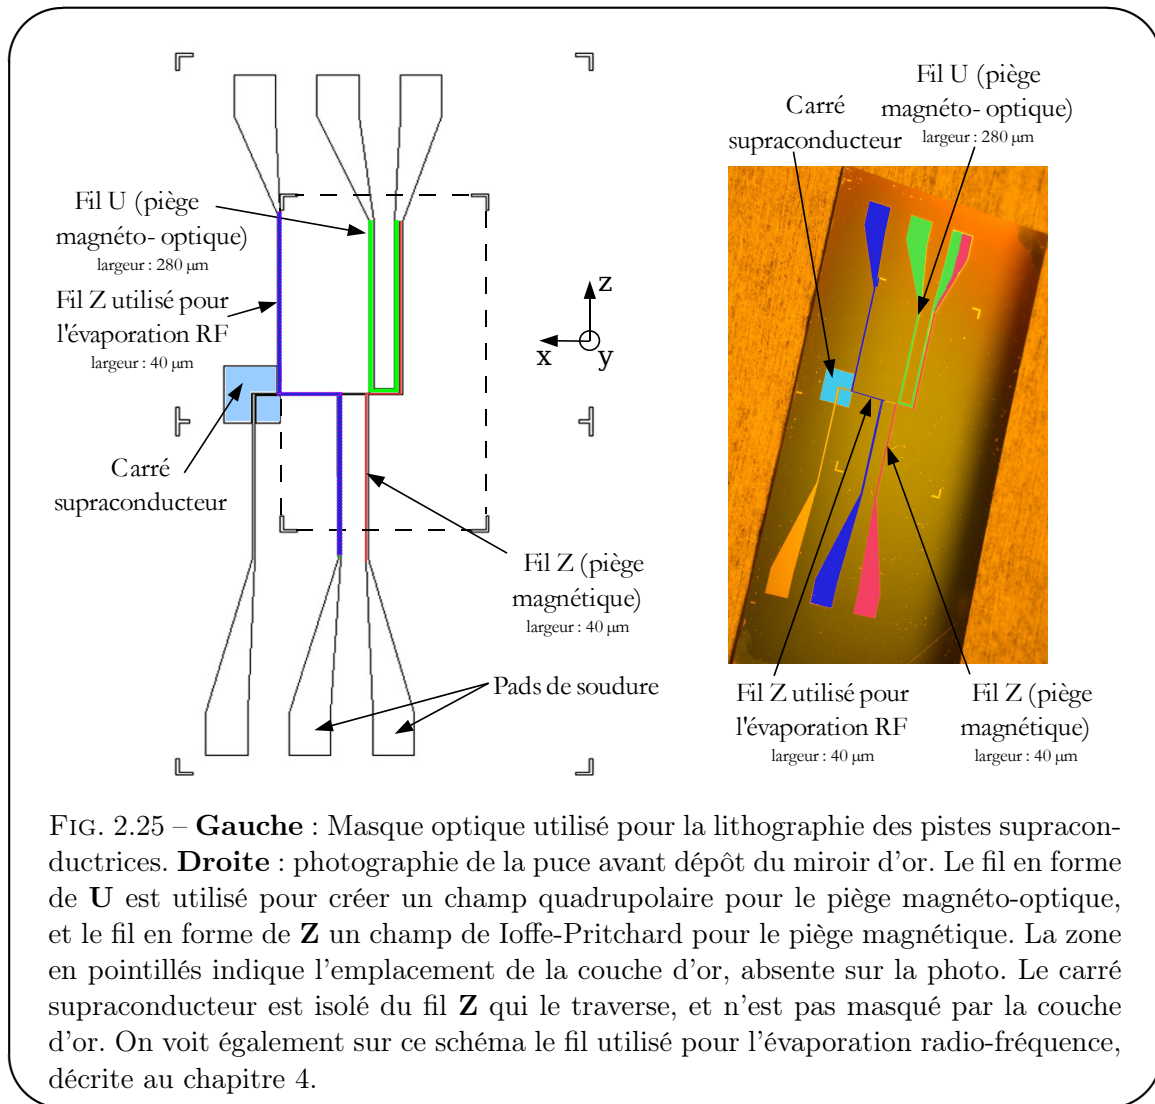 Fil U (piège
magnéto- optique)
largeur : 280 µm
Fil Z utilisé pour
l'évaporation RF
largeur : 40 µm
Carré
supraconducteur
z
x
y
Fil Z (piège
magnétique)
largeur : 40 µm
Pads de soudure
Carré
supraconducteur
Fil U (piège
magnéto- optique)
largeur : 280 µm
Fil Z utilisé pour
l'évaporation RF
largeur : 40 µm
Fil Z (piège
magnétique)
largeur : 40 µm
FIG. 2.25 – Gauche : Masque optique utilisé pour la lithographie des pistes supracon-
ductrices. Droite : photographie de la puce avant dépôt du miroir d'or. Le fil en forme
de U est utilisé pour créer un champ quadrupolaire pour le piège magnéto-optique,
et le fil en forme de Z un champ de Ioffe-Pritchard pour le piège magnétique. La zone
en pointillés indique l'emplacement de la couche d'or, absente sur la photo. Le carré
supraconducteur est isolé du fil Z qui le traverse, et n'est pas masqué par la couche
d'or. On voit également sur ce schéma le fil utilisé pour l'évaporation radio-fréquence,
décrite au chapitre 4.